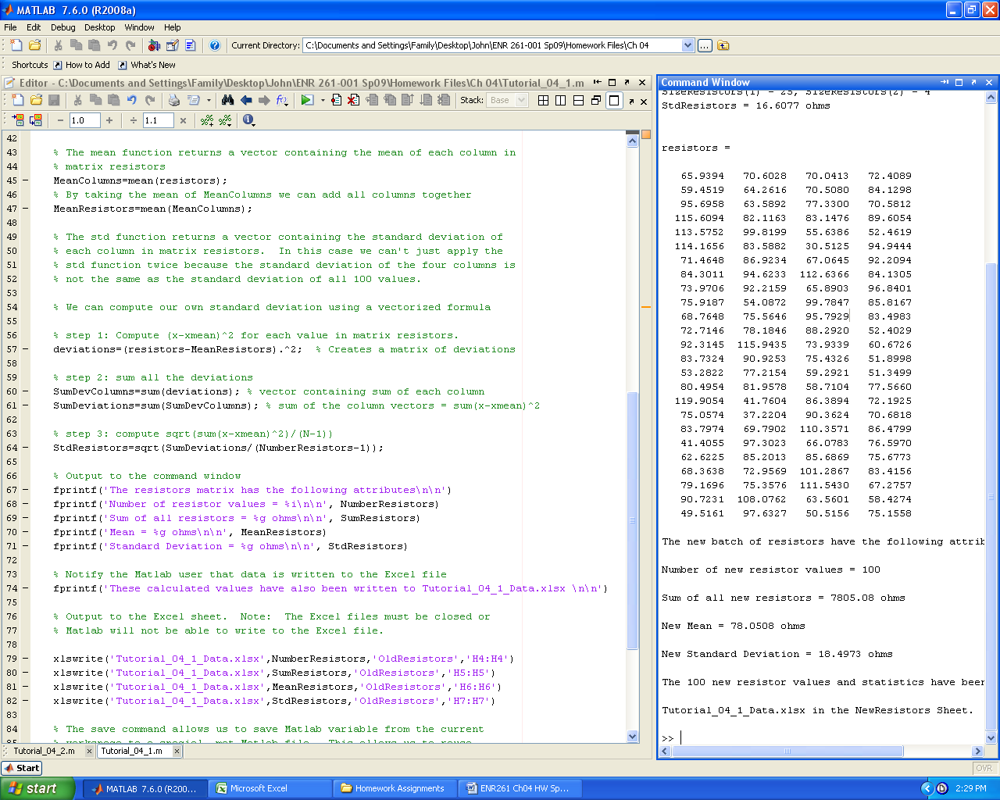 MATLAB 7.6.0 (R2008a)
File Edit Debug Desktop Window Help
Current Directory: C:\Documents and Settings\Family\Desktop\John\ENR 261-001 Sp09\Homework Files\Ch 04
Shortcuts How to Add What's New
Editor - C:\Documents and Settings\Family\Desktop\John\ENR 261-001 Sp09\Homework Files\Ch 04\Tutorial_04_1.m
Stack: Base
1.0 1.1
42
43 % The mean function returns a vector containing the mean of each column in
44 % matrix resistors
45 MeanColumns=mean(resistors);
46 % By taking the mean of MeanColumns we can add all columns together
47 MeanResistors=mean(MeanColumns);
48
49 % The std function returns a vector containing the standard deviation of
50 % each column in matrix resistors.  In this case we can't just apply the
51 % std function twice because the standard deviation of the four columns is
52 % not the same as the standard deviation of all 100 values.
53
54 % We can compute our own standard deviation using a vectorized formula
55
56 % step 1: Compute (x-xmean)^2 for each value in matrix resistors.
57 deviations=(resistors-MeanResistors).^2;  % Creates a matrix of deviations
58
59 % step 2: sum all the deviations
60 SumDevColumns=sum(deviations); % vector containing sum of each column
61 SumDeviations=sum(SumDevColumns); % sum of the column vectors = sum(x-xmean)^2
62
63 % step 3: compute sqrt(sum(x-xmean)^2)/(N-1))
64 StdResistors=sqrt(SumDeviations/(NumberResistors-1));
65
66 % Output to the command window
67 fprintf('The resistors matrix has the following attributes\n\n')
68 fprintf('Number of resistor values = %i\n\n', NumberResistors)
69 fprintf('Sum of all resistors = %g ohms\n\n', SumResistors)
70 fprintf('Mean = %g ohms\n\n', MeanResistors)
71 fprintf('Standard Deviation = %g ohms\n\n', StdResistors)
72
73 % Notify the Matlab user that data is written to the Excel file
74 fprintf('These calculated values have also been written to Tutorial_04_1_Data.xlsx \n\n')
75
76 % Output to the Excel sheet.  Note:  The Excel files must be closed or
77 % Matlab will not be able to write to the Excel file.
78
79 xlswrite('Tutorial_04_1_Data.xlsx',NumberResistors,'OldResistors','H4:H4')
80 xlswrite('Tutorial_04_1_Data.xlsx',SumResistors,'OldResistors','H5:H5')
81 xlswrite('Tutorial_04_1_Data.xlsx',MeanResistors,'OldResistors','H6:H6')
82 xlswrite('Tutorial_04_1_Data.xlsx',StdResistors,'OldResistors','H7:H7')
83
84 % The save command allows us to save Matlab variable from the current
Tutorial_04_2.m Tutorial_04_1.m
Command Window
SizeResistors(1) = 25, SizeResistors(2) = 4
StdResistors = 16.6077 ohms
resistors =
65.9394 70.6028 70.0413 72.4089
59.4519 64.2616 70.5080 84.1298
95.6958 63.5892 77.3300 70.5812
115.6094 82.1163 83.1476 89.6054
113.5752 99.8199 55.6386 52.4619
114.1656 83.5882 30.5125 94.9444
71.4648 86.9234 67.0645 92.2094
84.3011 94.6233 112.6366 84.1305
73.9706 92.2159 65.8903 96.8401
75.9187 54.0872 99.7847 85.8167
68.7648 75.5646 95.7929 83.4983
72.7146 78.1846 88.2920 52.4029
92.3145 115.9435 73.9339 60.6726
83.7324 90.9253 75.4326 51.8998
53.2822 77.2154 59.2921 51.3499
80.4954 81.9578 58.7104 77.5660
119.9054 41.7604 86.3894 72.1925
75.0574 37.2204 90.3624 70.6818
83.7974 69.7902 110.3571 86.4799
41.4055 97.3023 66.0783 76.5970
62.6225 85.2013 85.6869 75.6773
68.3638 72.9569 101.2867 83.4156
79.1696 75.3576 111.5430 67.2757
90.7231 108.0762 63.5601 58.4274
49.5161 97.6327 50.5156 75.1558
The new batch of resistors have the following attrib
Number of new resistor values = 100
Sum of all new resistors = 7805.08 ohms
New Mean = 78.0508 ohms
New Standard Deviation = 18.4973 ohms
The 100 new resistor values and statistics have been
Tutorial_04_1_Data.xlsx in the NewResistors Sheet.
>>
Start
OVR
start MATLAB 7.6.0 (R200... Microsoft Excel Homework Assignments ENR261 Ch04 HW Sp... 2:29 PM